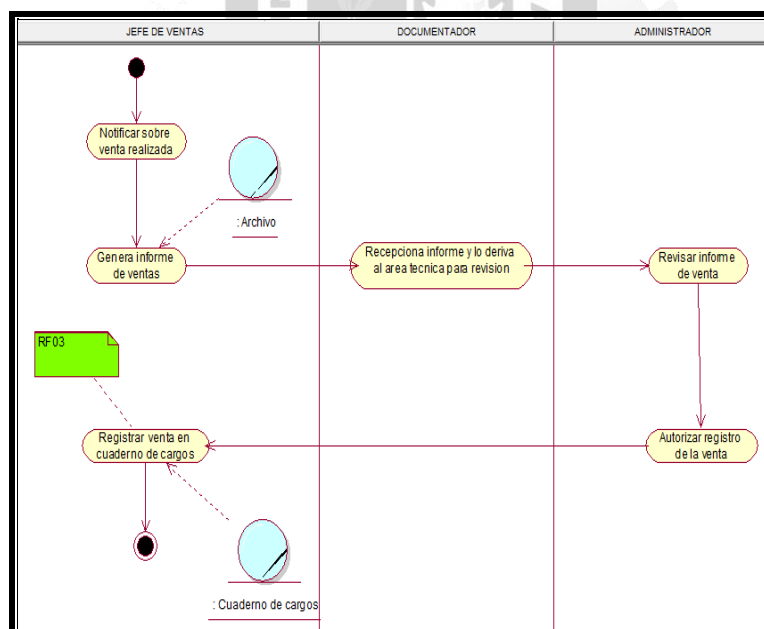 JEFE DE VENTAS
DOCUMENTADOR
ADMINISTRADOR
Notificar sobre
venta realizada
: Archivo
Genera informe
de ventas
Recepciona informe y lo deriva
al area tecnica para revision
Revisar informe
de venta
RF03
Registrar venta en
cuaderno de cargos
Autorizar registro
de la venta
: Cuaderno de cargos